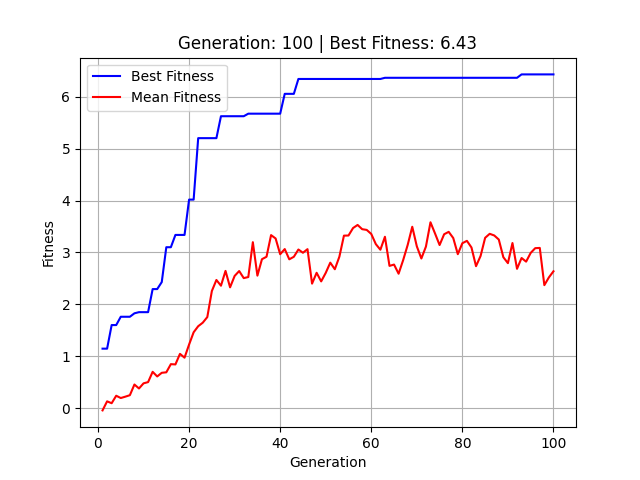 Generation: 100 | Best Fitness: 6.43
Best Fitness
Mean Fitness
6
5
4
3
2
1
0
Fitness
0 20 40 60 80 100
Generation